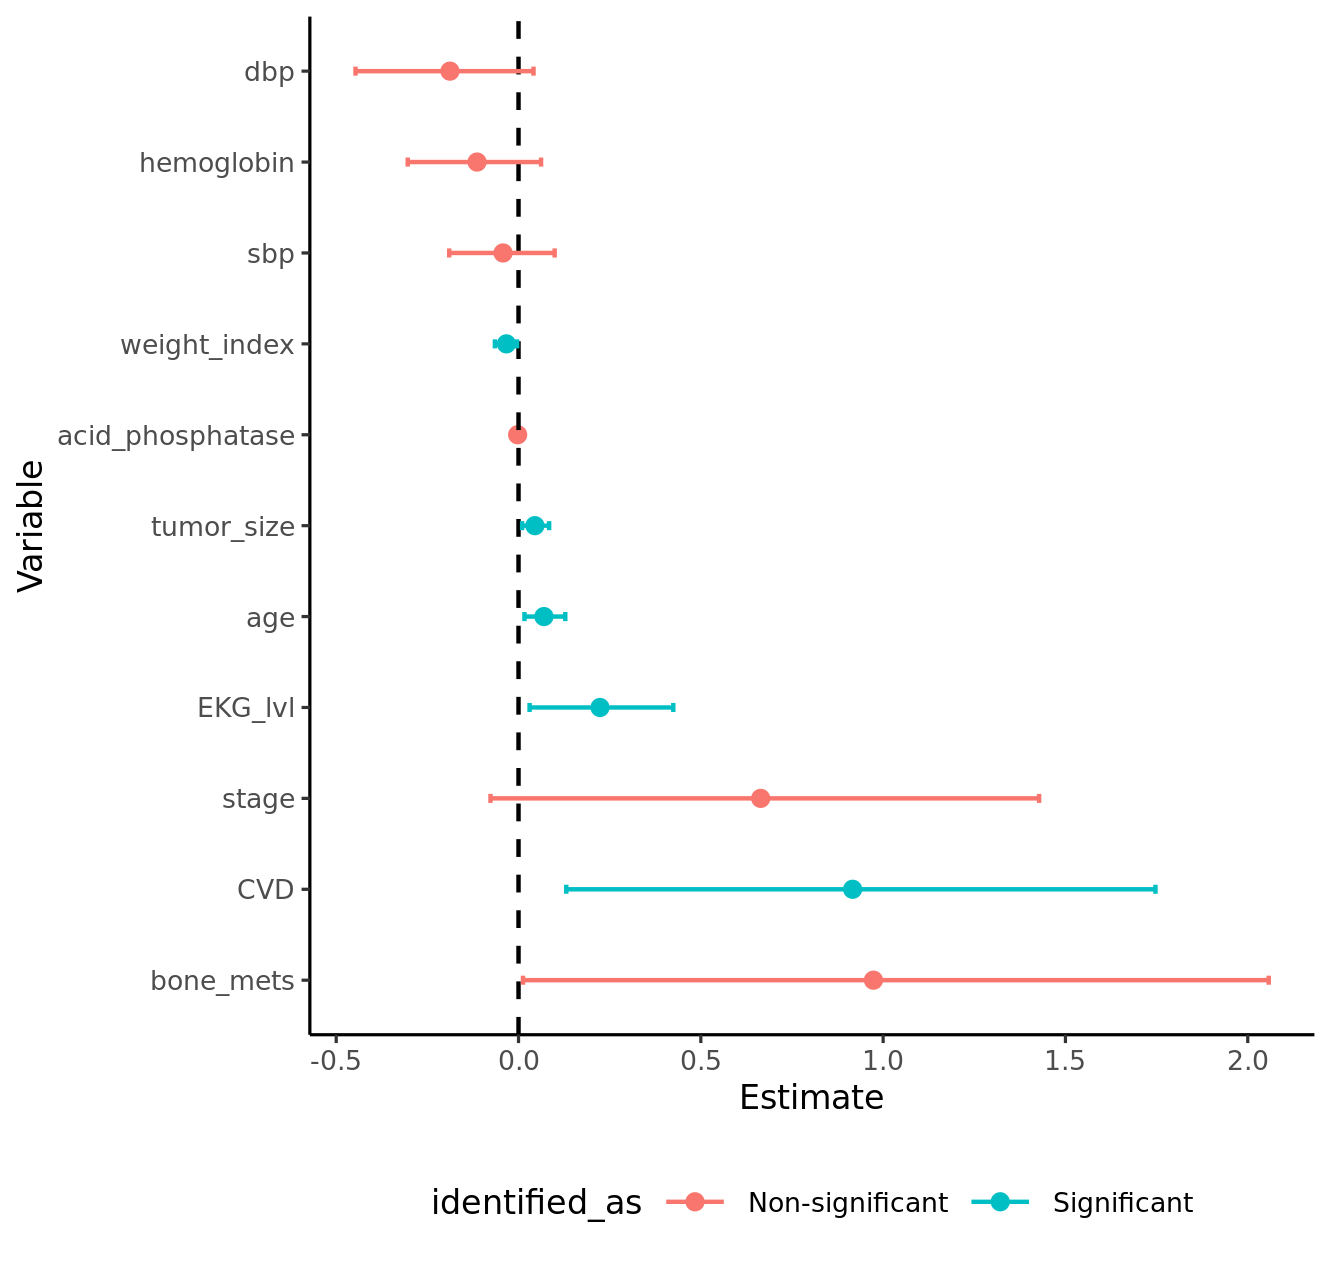 dbp
hemoglobin
sbp
weight_index
acid_phosphatase
tumor_size
age
EKG_lvl
stage
CVD
bone_mets
Variable
-0.5 0.0 0.5 1.0 1.5 2.0
Estimate
identified_as Non-significant Significant